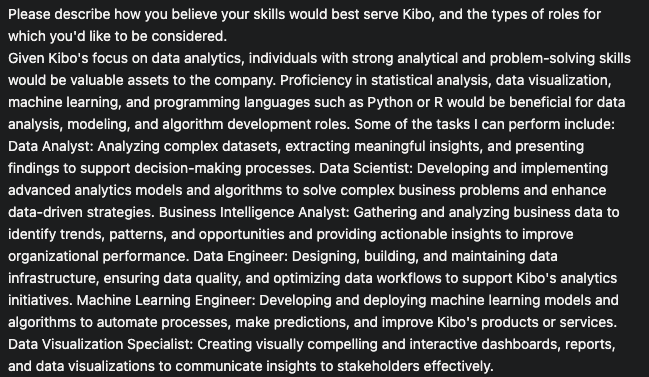 Please describe how you believe your skills would best serve Kibo, and the types of roles for
which you'd like to be considered.
Given Kibo's focus on data analytics, individuals with strong analytical and problem-solving skills
would be valuable assets to the company. Proficiency in statistical analysis, data visualization,
machine learning, and programming languages such as Python or R would be beneficial for data
analysis, modeling, and algorithm development roles. Some of the tasks I can perform include:
Data Analyst: Analyzing complex datasets, extracting meaningful insights, and presenting
findings to support decision-making processes. Data Scientist: Developing and implementing
advanced analytics models and algorithms to solve complex business problems and enhance
data-driven strategies. Business Intelligence Analyst: Gathering and analyzing business data to
identify trends, patterns, and opportunities and providing actionable insights to improve
organizational performance. Data Engineer: Designing, building, and maintaining data
infrastructure, ensuring data quality, and optimizing data workflows to support Kibo's analytics
initiatives. Machine Learning Engineer: Developing and deploying machine learning models and
algorithms to automate processes, make predictions, and improve Kibo's products or services.
Data Visualization Specialist: Creating visually compelling and interactive dashboards, reports,
and data visualizations to communicate insights to stakeholders effectively.